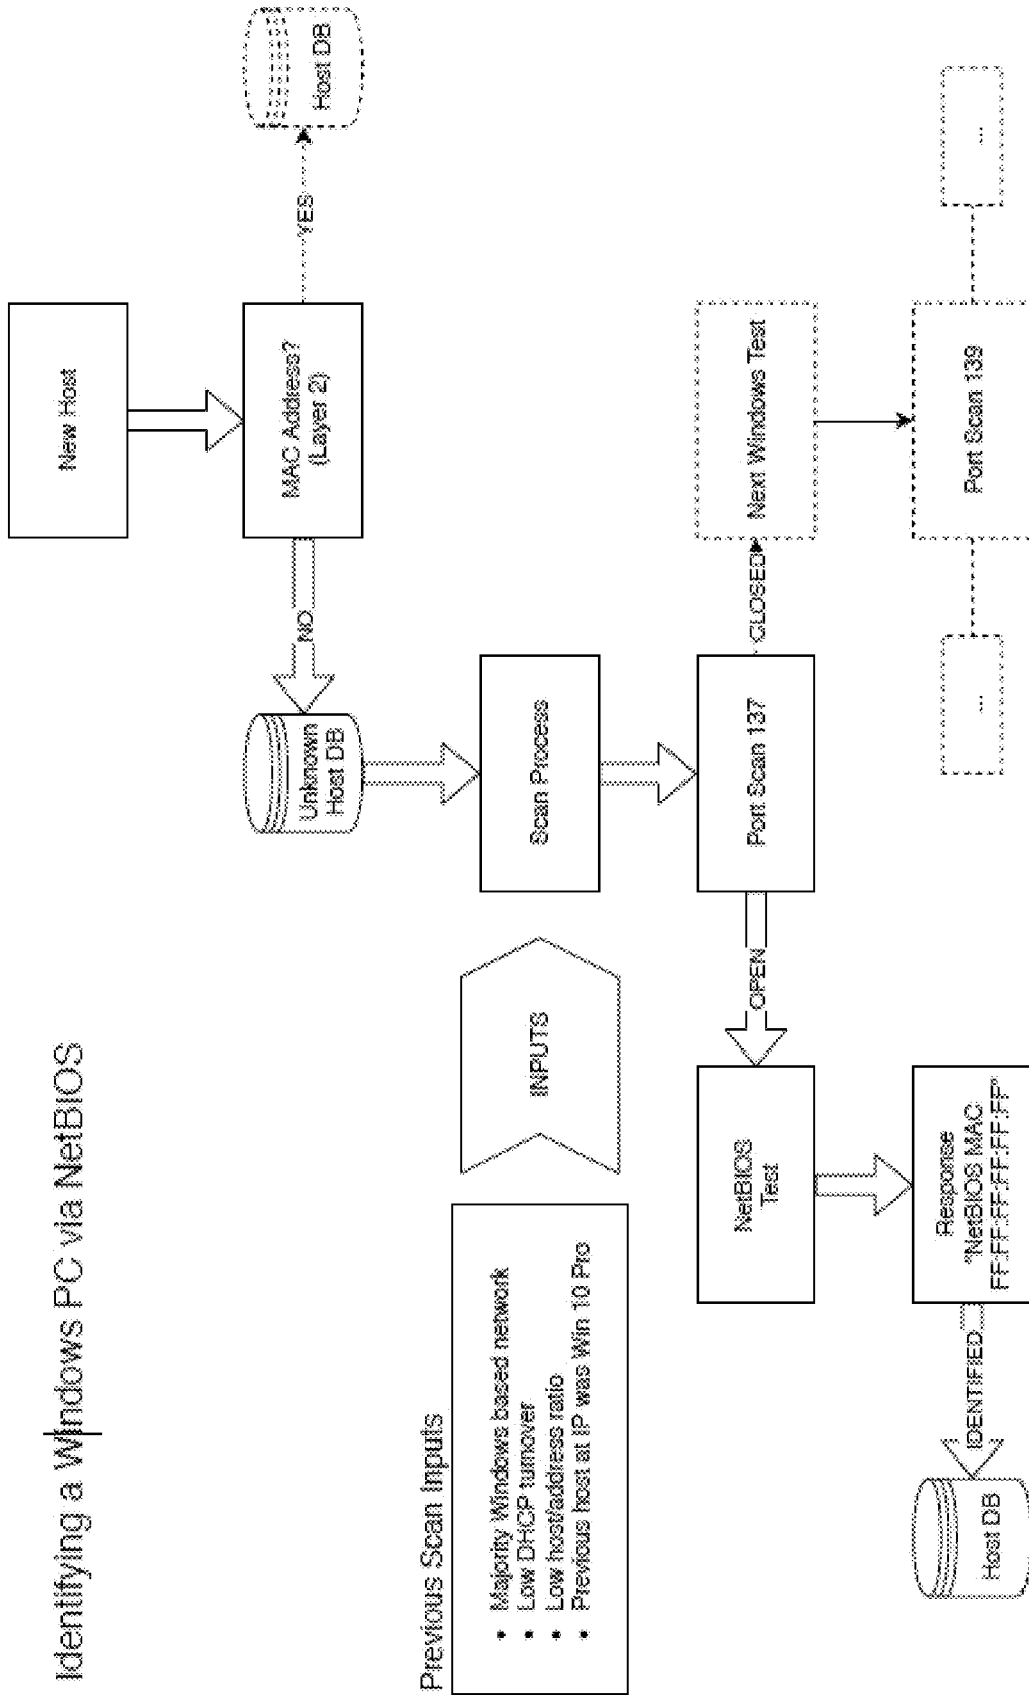 Identifying a Windows PC via NetBIOS
New Host
MAC Address?
(Layer 2)
YES
Host DB
NO
Unknown
Host DB
Previous Scan Inputs
• Majority Windows based network
• Low DHCP turnover
• Low host/address ratio
• Previous host at IP was Win 10 Pro
INPUTS
Scan Process
Port Scan 137
CLOSED
Next Windows Test
OPEN
NetBIOS
Test
Response
"NetBIOS MAC:
FF:FF:FF:FF:FF:FF"
IDENTIFIED
Host DB
Port Scan 139
...
...